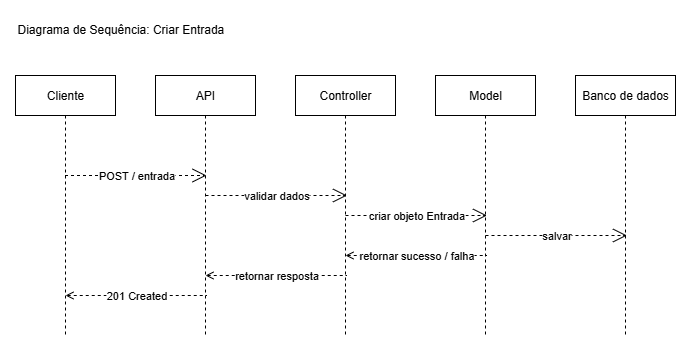 Diagrama de Sequência: Criar Entrada
Cliente
API
Controller
Model
Banco de dados
POST / entrada
validar dados
criar objeto Entrada
salvar
retornar sucesso / falha
retornar resposta
201 Created